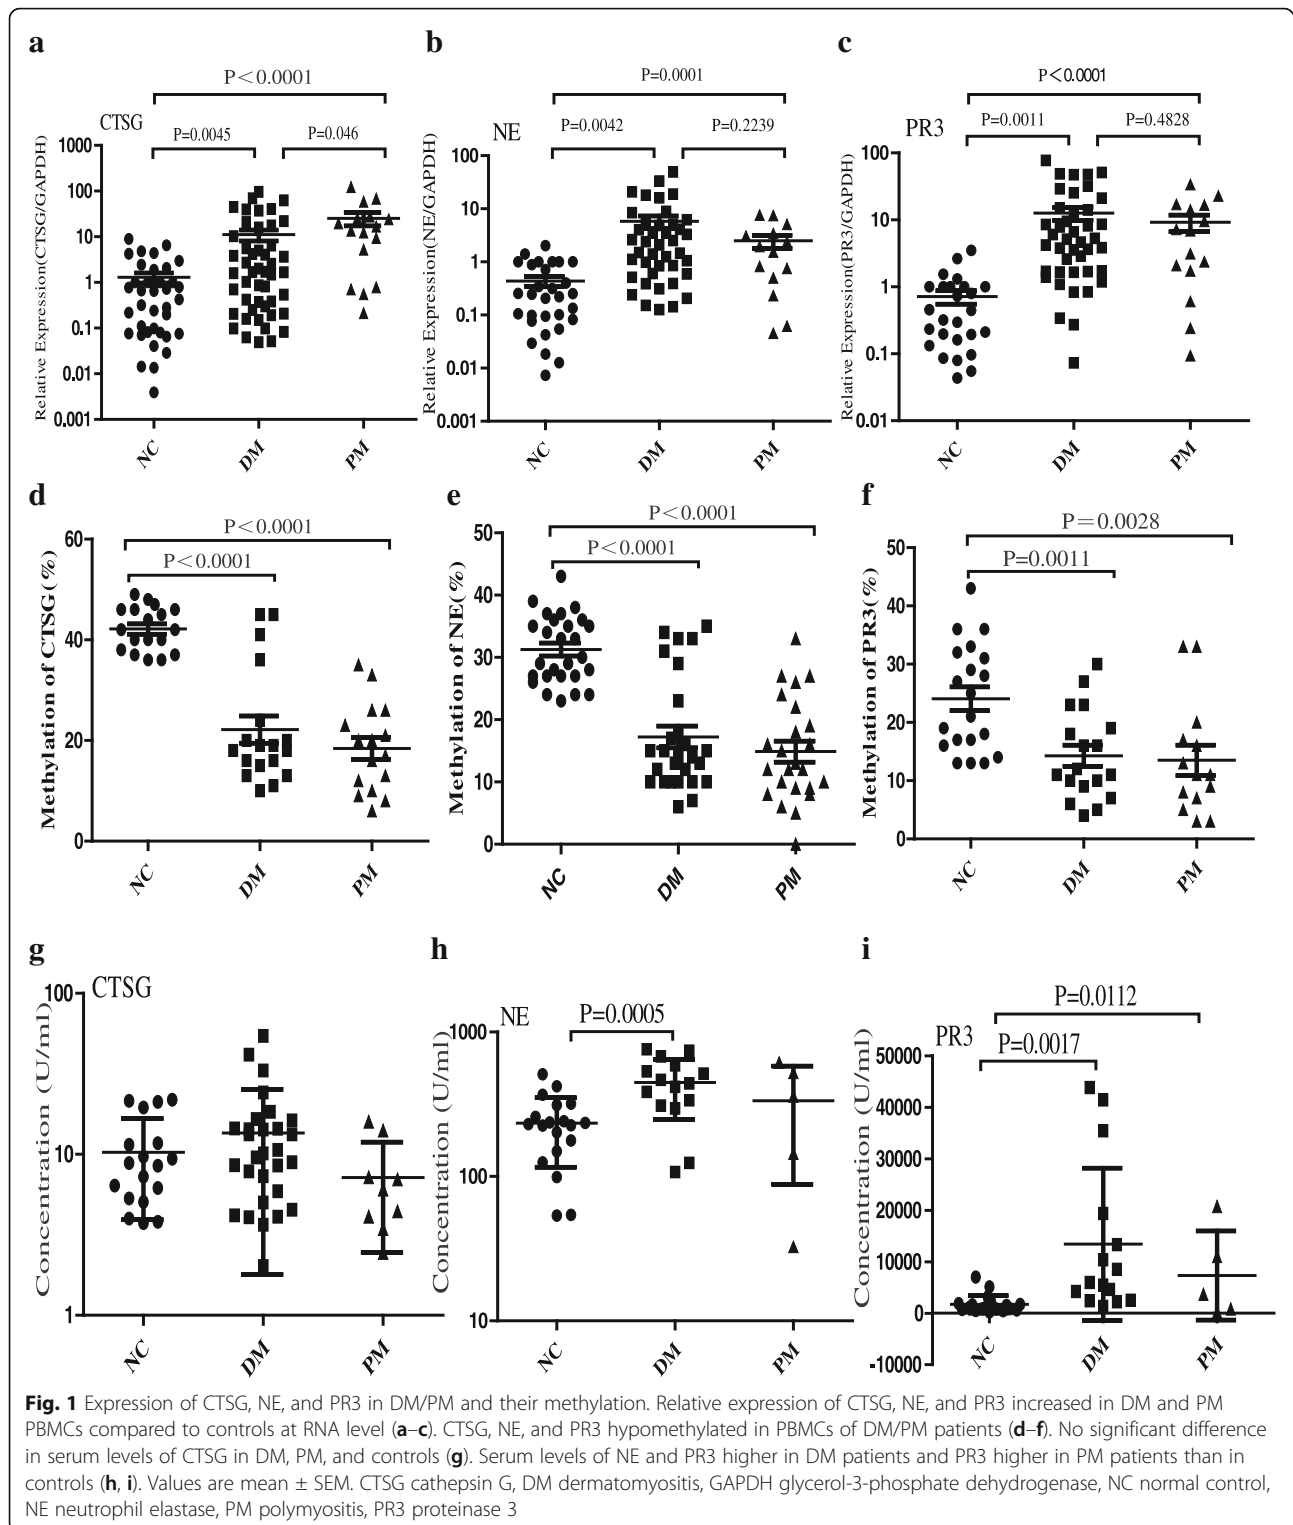 a
P<0.0001
CTSG
P=0.0045
P=0.046
Relative Expression(CTSG/GAPDH)
1000
100
10
1
0.1
0.01
0.001
NC
DM
PM
b
P=0.0001
NE
P=0.0042
P=0.2239
Relative Expression(NE/GAPDH)
100
10
1
0.1
0.01
0.001
NC
DM
PM
c
P<0.0001
PR3
P=0.0011
P=0.4828
Relative Expression(PR3/GAPDH)
100
10
1
0.1
0.01
NC
DM
PM
d
P<0.0001
P<0.0001
Methylation of CTSG(%)
60
40
20
0
NC
DM
PM
e
P<0.0001
P<0.0001
Methylation of NE(%)
50
40
30
20
10
0
NC
DM
PM
f
P=0.0028
P=0.0011
Methylation of PR3(%)
50
40
30
20
10
0
NC
DM
PM
g
CTSG
Concentration (U/ml)
100
10
1
NC
DM
PM
h
NE
P=0.0005
Concentration (U/ml)
1000
100
10
NC
DM
PM
i
P=0.0112
PR3
P=0.0017
Concentration (U/ml)
50000
40000
30000
20000
10000
0
-10000
NC
DM
PM
Fig. 1 Expression of CTSG, NE, and PR3 in DM/PM and their methylation. Relative expression of CTSG, NE, and PR3 increased in DM and PM
PBMCs compared to controls at RNA level (a–c). CTSG, NE, and PR3 hypomethylated in PBMCs of DM/PM patients (d–f). No significant difference
in serum levels of CTSG in DM, PM, and controls (g). Serum levels of NE and PR3 higher in DM patients and PR3 higher in PM patients than in
controls (h, i). Values are mean ± SEM. CTSG cathepsin G, DM dermatomyositis, GAPDH glycerol-3-phosphate dehydrogenase, NC normal control,
NE neutrophil elastase, PM polymyositis, PR3 proteinase 3